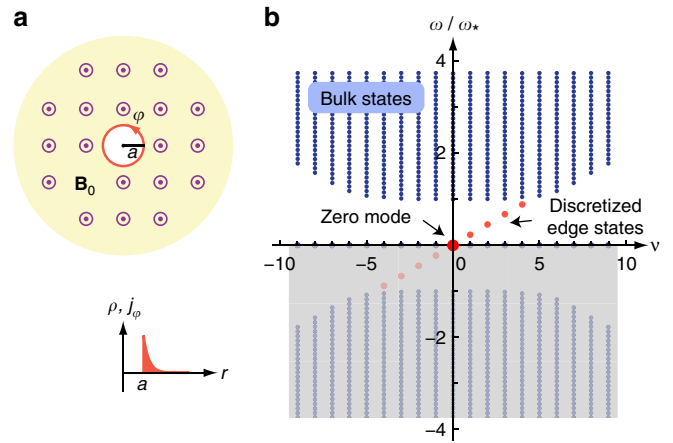 a
φ
a
B₀
ρ, jᵩ
a
r
b
ω / ω⋆
4
Bulk states
2
Zero mode
Discretized
edge states
−10
−5
0
5
10
ν
−2
−4